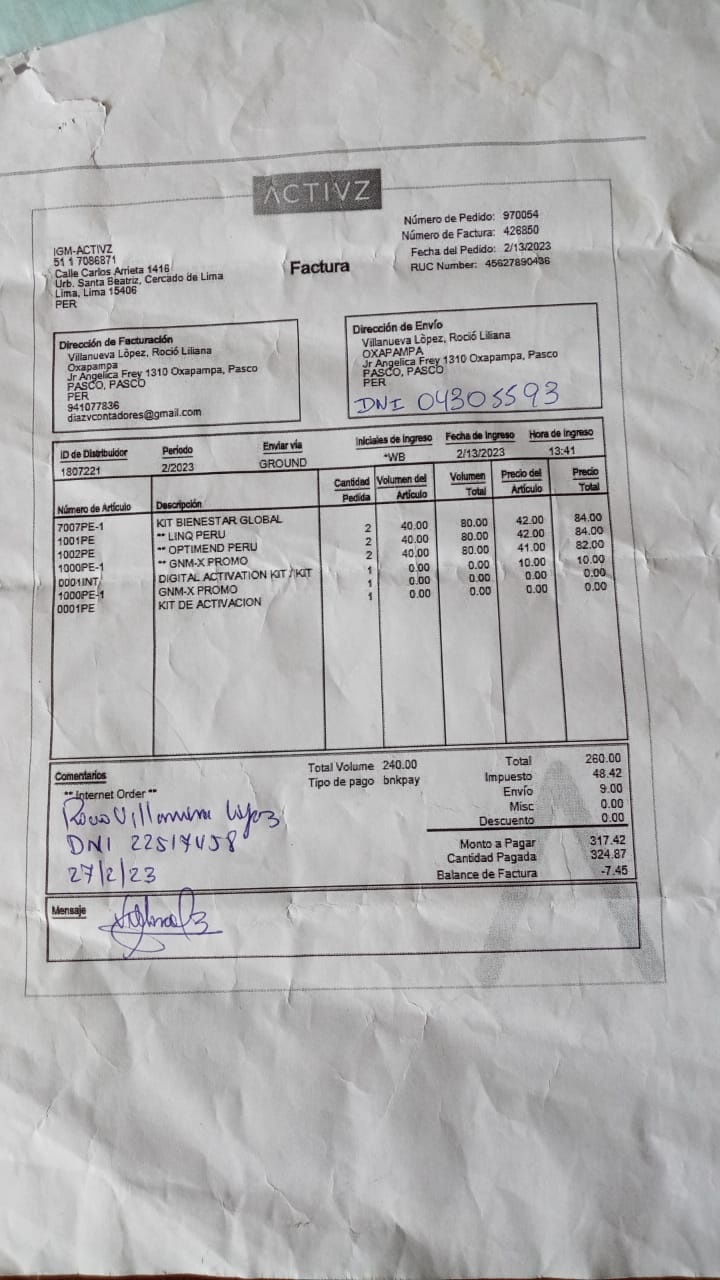 ACTIVZ
Número de Pedido: 970054
Número de Factura: 426850
Fecha del Pedido: 2/13/2023
RUC Number: 45627890436
IGM-ACTIVZ
51 1 7086871
Calle Carlos Arrieta 1416
Urb. Santa Beatriz, Cercado de Lima
Lima, Lima 15406
PER
Factura
Dirección de Facturación
Villanueva Lòpez, Roció Liliana
Oxapampa
Jr Angelica Frey 1310 Oxapampa, Pasco
PASCO, PASCO
PER
941077836
diazvcontadores@gmail.com
Dirección de Envío
Villanueva Lòpez, Roció Liliana
OXAPAMPA
Jr Angelica Frey 1310 Oxapampa, Pasco
PASCO, PASCO
PER
DNI 04305593
ID de Distribuidor Período Enviar vía Iniciales de Ingreso Fecha de Ingreso Hora de Ingreso
1807221 2/2023 GROUND *WB 2/13/2023 13:41
Número de Artículo Descripción Cantidad Pedida Volumen del Artículo Volumen Total Precio del Artículo Precio Total
7007PE-1 KIT BIENESTAR GLOBAL
1001PE ** LINQ PERU 2 40.00 80.00 42.00 84.00
1002PE ** OPTIMEND PERU 2 40.00 80.00 42.00 84.00
1000PE-1 ** GNM-X PROMO 2 40.00 80.00 41.00 82.00
0001INT DIGITAL ACTIVATION KIT / KIT 1 0.00 0.00 10.00 10.00
1000PE-1 GNM-X PROMO 1 0.00 0.00 0.00 0.00
0001PE KIT DE ACTIVACION 1 0.00 0.00 0.00 0.00
Comentarios
** Internet Order **
Total Volume 240.00
Tipo de pago bnkpay
Total 260.00
Impuesto 48.42
Envío 9.00
Misc 0.00
Descuento 0.00
Monto a Pagar 317.42
Cantidad Pagada 324.87
Balance de Factura -7.45
Rocio Villanueva López
DNI 22517458
27/2/23
Mensaje